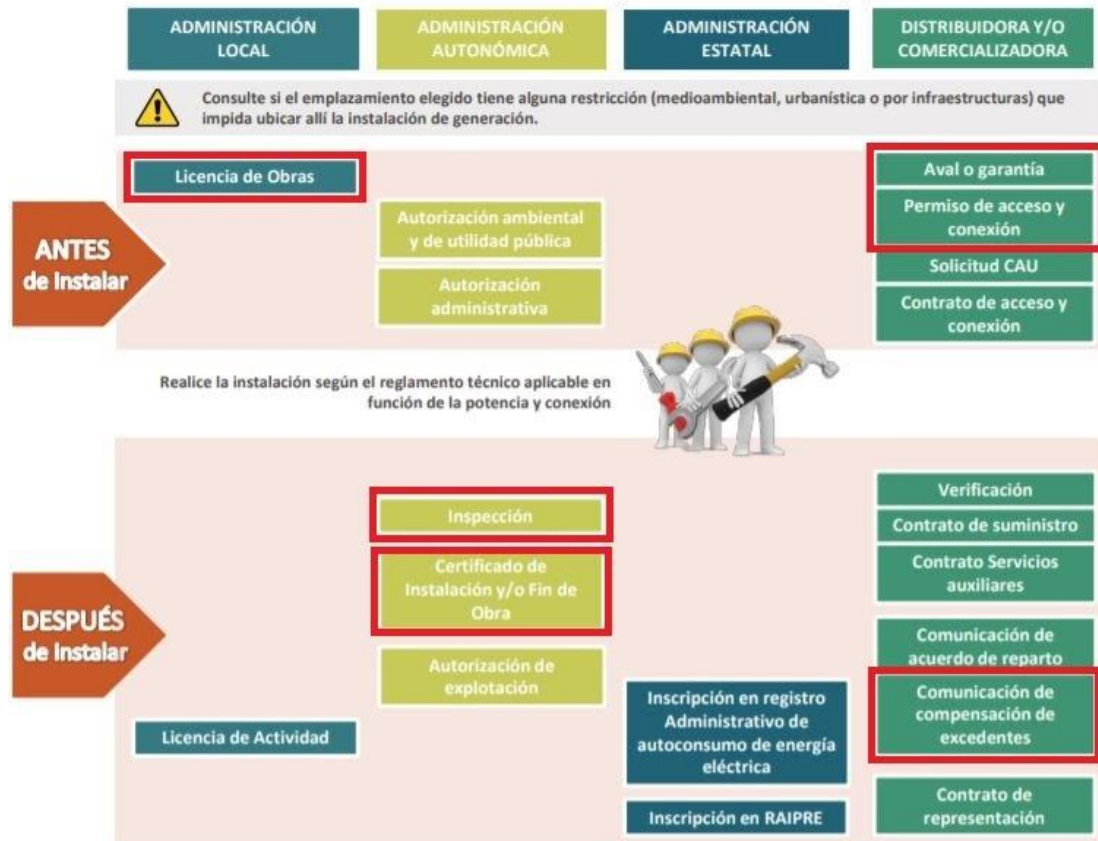 ADMINISTRACIÓN
LOCAL
ADMINISTRACIÓN
AUTONÓMICA
ADMINISTRACIÓN
ESTATAL
DISTRIBUIDORA Y/O
COMERCIALIZADORA
Consulte si el emplazamiento elegido tiene alguna restricción (medioambiental, urbanística o por infraestructuras) que
impida ubicar allí la instalación de generación.
ANTES
de Instalar
Licencia de Obras
Autorización ambiental
y de utilidad pública
Autorización
administrativa
Aval o garantía
Permiso de acceso y
conexión
Solicitud CAU
Contrato de acceso y
conexión
Realice la instalación según el reglamento técnico aplicable en
función de la potencia y conexión
DESPUÉS
de Instalar
Licencia de Actividad
Inspección
Certificado de
Instalación y/o Fin de
Obra
Autorización de
explotación
Inscripción en registro
Administrativo de
autoconsumo de energía
eléctrica
Inscripción en RAIPRE
Verificación
Contrato de suministro
Contrato Servicios
auxiliares
Comunicación de
acuerdo de reparto
Comunicación de
compensación de
excedentes
Contrato de
representación